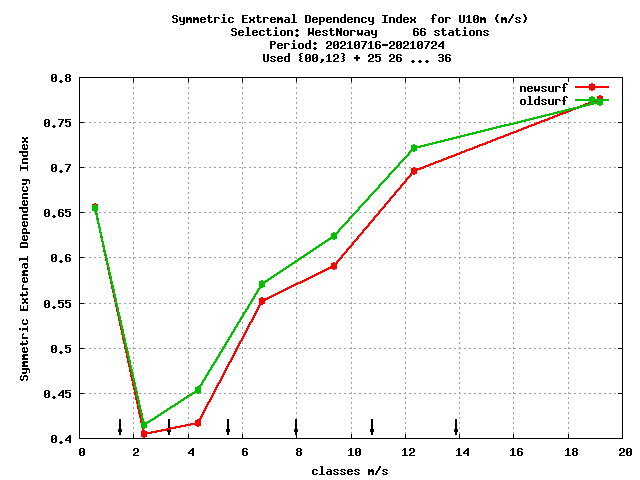 Symmetric Extremal Dependency Index  for U10m (m/s)
Selection: WestNorway     66 stations
Period: 20210716-20210724
Used {00,12} + 25 26 ... 36
0,8
newsurf
oldsurf
0,75
0,7
0,65
0,6
0,55
0,5
0,45
0,4
Symmetric Extremal Dependency Index
0 2 4 6 8 10 12 14 16 18 20
classes m/s